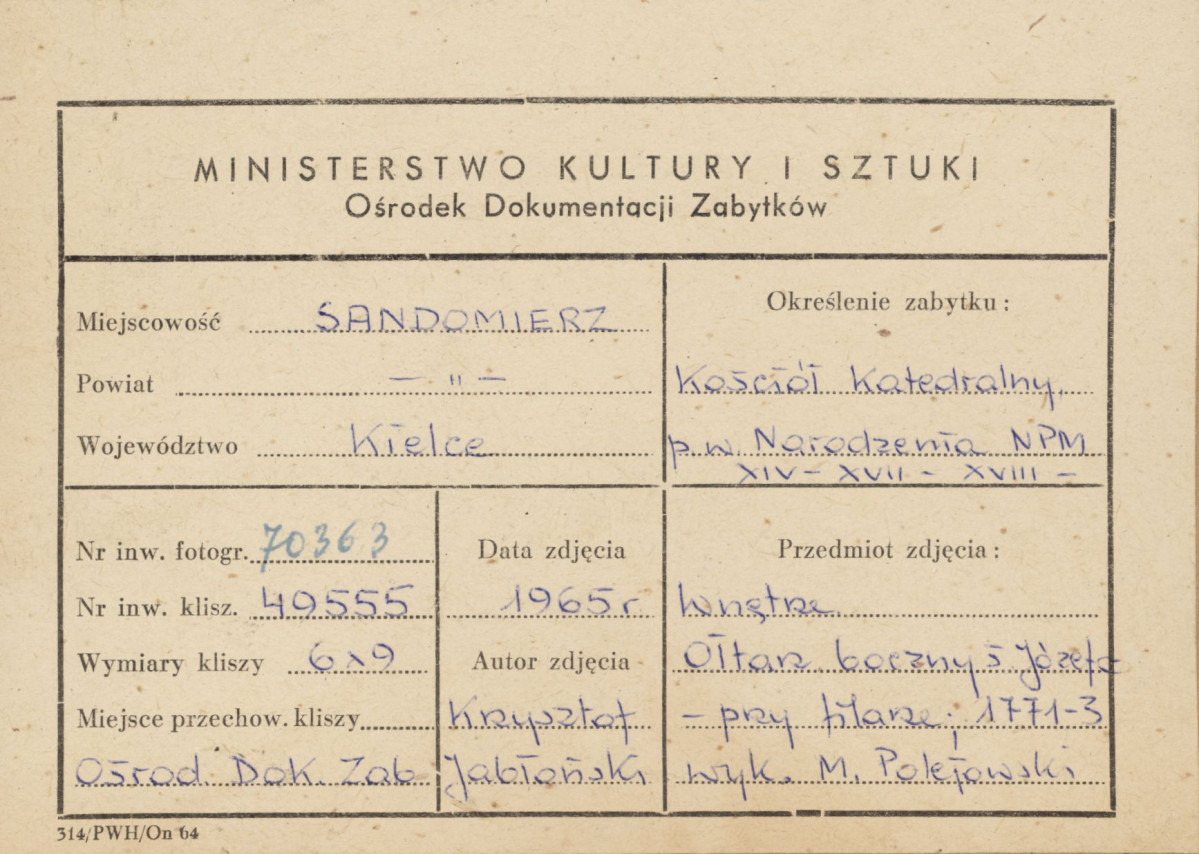 MINISTERSTWO KULTURY I SZTUKI
Ośrodek Dokumentacji Zabytków
Miejscowość SANDOMIERZ
Powiat — " —
Województwo Kielce
Określenie zabytku:
Kościół Katedralny,
p.w. Narodzenia NPM
XIV – XVII – XVIII –
Nr inw. fotogr. 70363
Nr inw. klisz. 49555
Wymiary kliszy 6x9
Miejsce przechow. kliszy
Ośrod. Dok. Zab
Data zdjęcia
1965 r
Autor zdjęcia
Krzysztof
Jabłoński
Przedmiot zdjęcia:
Wnętrze
Ołtarz boczny ś Józefa
– przy filarze; 1771-3
wyk. M. Polejowski
314/PWH/On 64